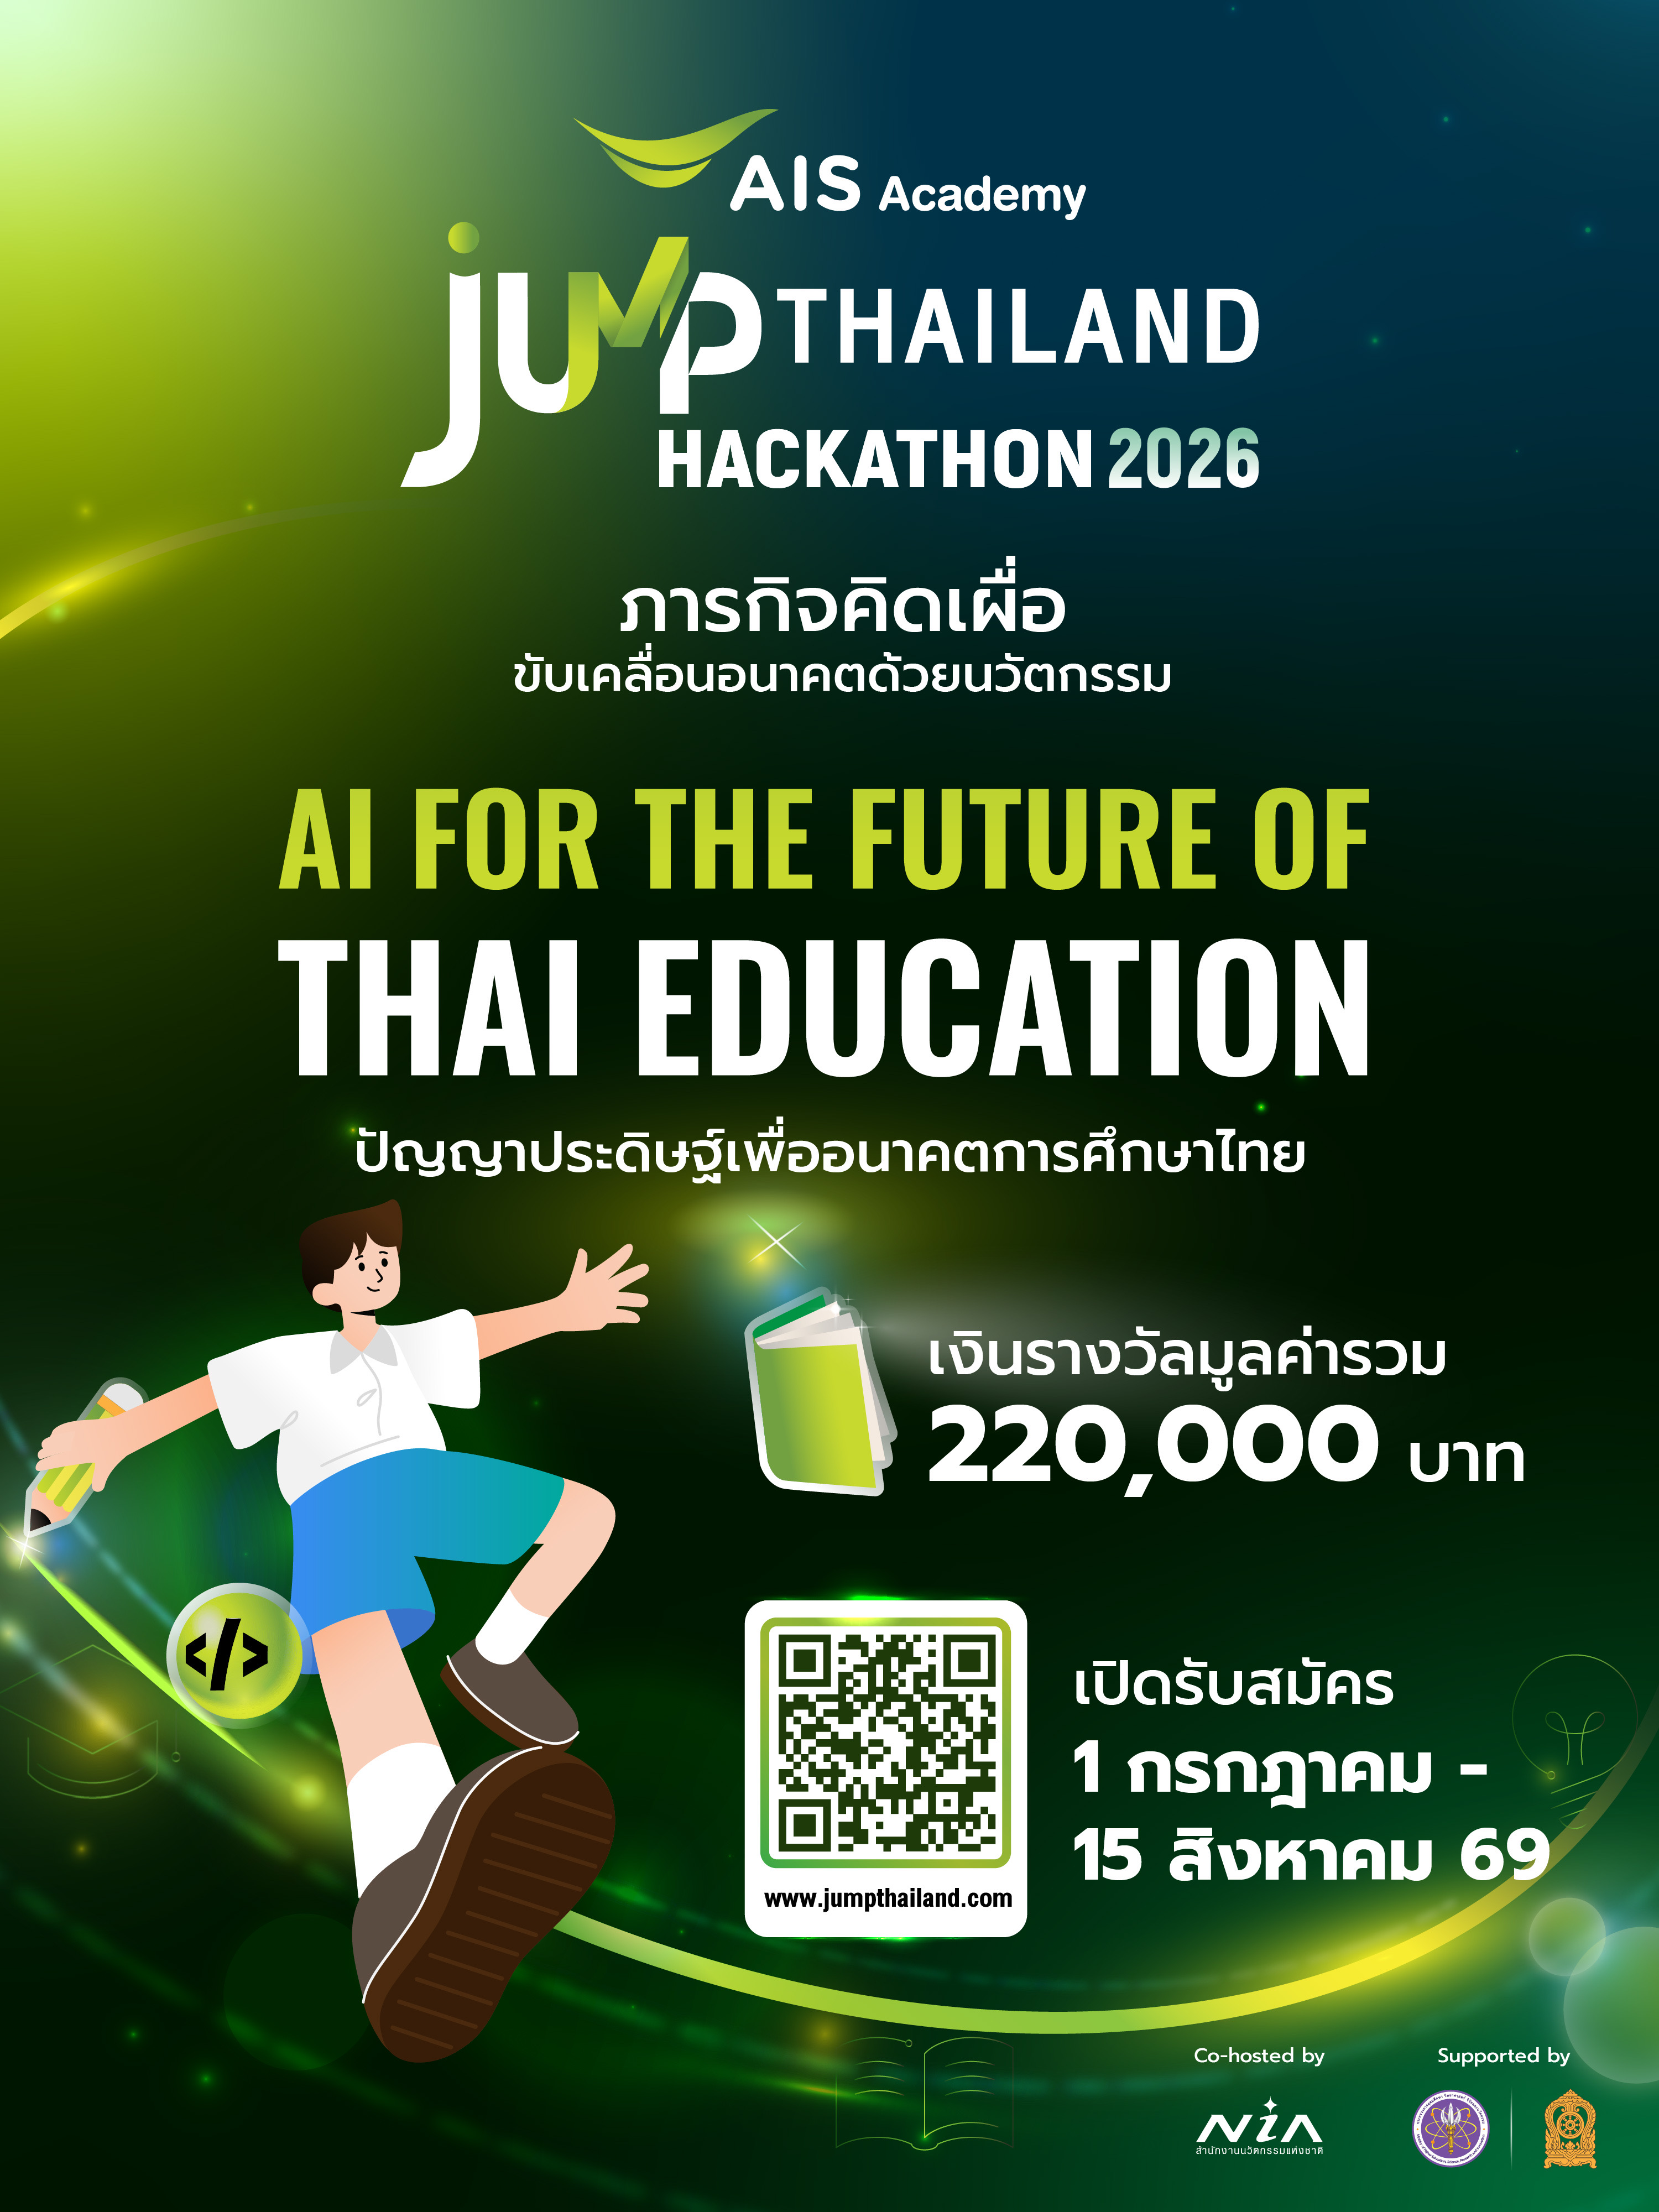 AIS Academy
jump THAILAND
HACKATHON 2026
ภารกิจคิดเผื่อ
ขับเคลื่อนอนาคตด้วยนวัตกรรม
AI FOR THE FUTURE OF
THAI EDUCATION
ปัญญาประดิษฐ์เพื่ออนาคตการศึกษาไทย
เงินรางวัลมูลค่ารวม
220,000 บาท
</>
www.jumpthailand.com
เปิดรับสมัคร
1 กรกฎาคม -
15 สิงหาคม 69
Co-hosted by
NiA
สำนักงานนวัตกรรมแห่งชาติ
Supported by